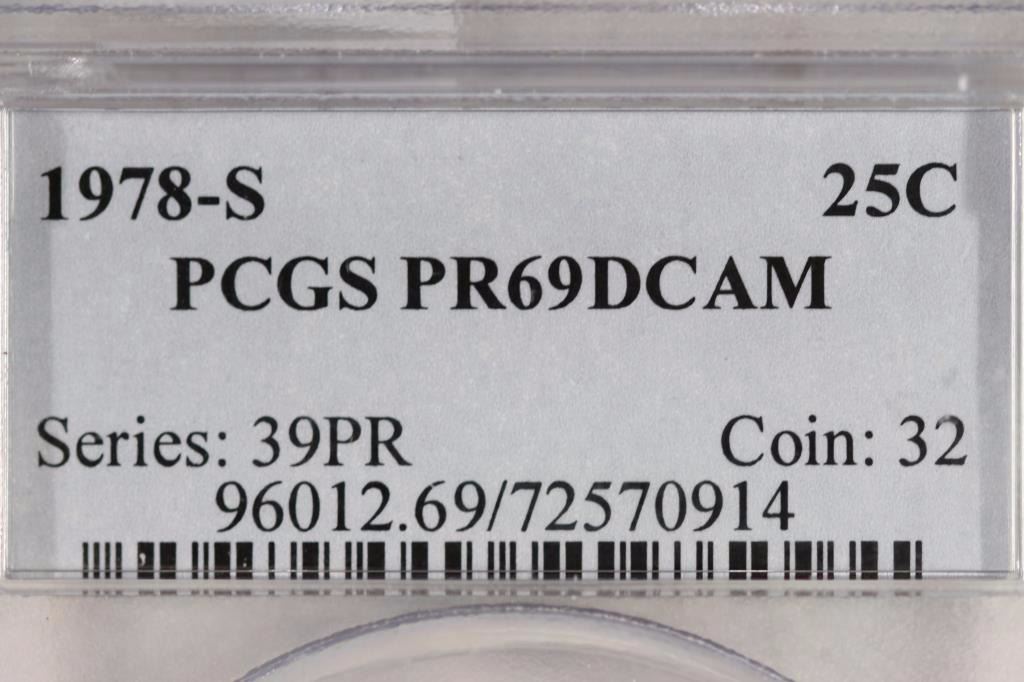 1978-S 25C
PCGS PR69DCAM
Series: 39PR Coin: 32
96012.69/72570914